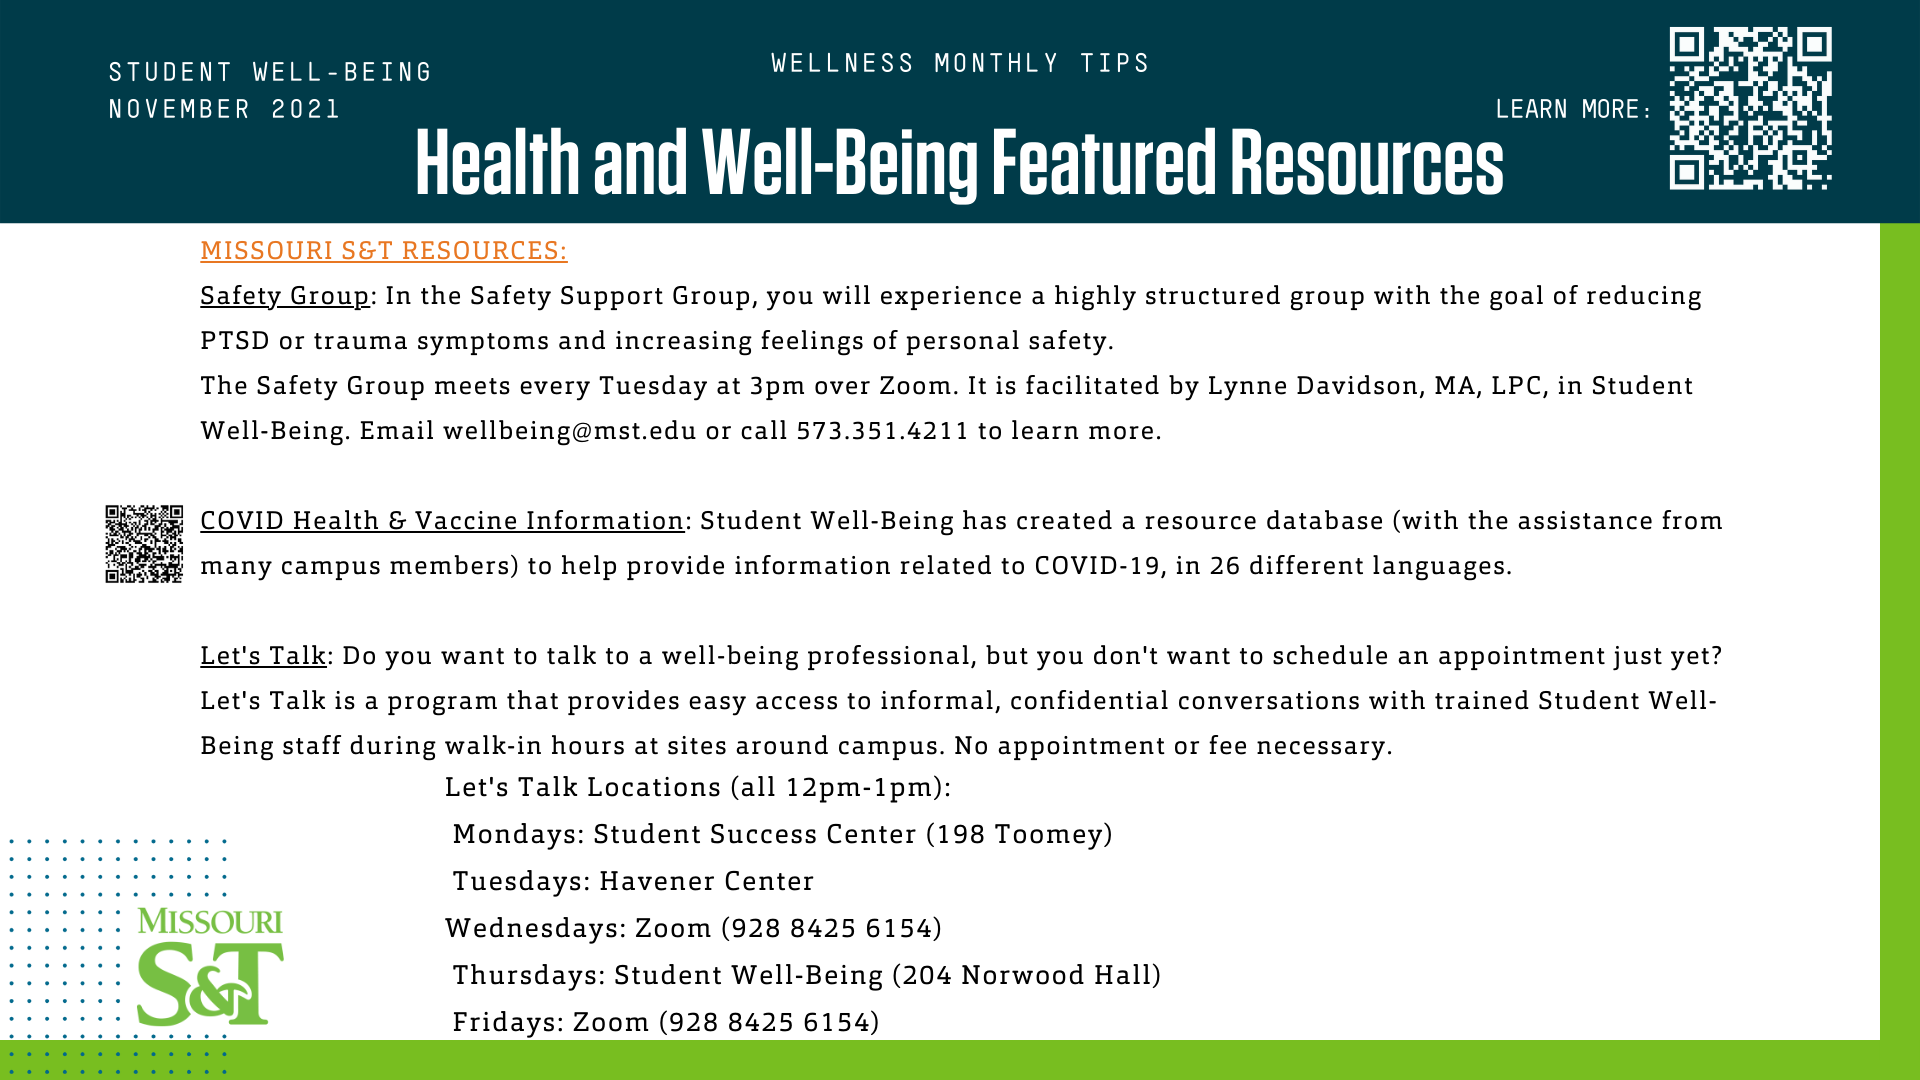 STUDENT WELL-BEING
NOVEMBER 2021
WELLNESS MONTHLY TIPS
LEARN MORE:
Health and Well-Being Featured Resources
MISSOURI S&T RESOURCES:
Safety Group: In the Safety Support Group, you will experience a highly structured group with the goal of reducing
PTSD or trauma symptoms and increasing feelings of personal safety.
The Safety Group meets every Tuesday at 3pm over Zoom. It is facilitated by Lynne Davidson, MA, LPC, in Student
Well-Being. Email wellbeing@mst.edu or call 573.351.4211 to learn more.
COVID Health & Vaccine Information: Student Well-Being has created a resource database (with the assistance from
many campus members) to help provide information related to COVID-19, in 26 different languages.
Let's Talk: Do you want to talk to a well-being professional, but you don't want to schedule an appointment just yet?
Let's Talk is a program that provides easy access to informal, confidential conversations with trained Student Well-
Being staff during walk-in hours at sites around campus. No appointment or fee necessary.
Let's Talk Locations (all 12pm-1pm):
Mondays: Student Success Center (198 Toomey)
Tuesdays: Havener Center
Wednesdays: Zoom (928 8425 6154)
Thursdays: Student Well-Being (204 Norwood Hall)
Fridays: Zoom (928 8425 6154)
MISSOURI
S&T